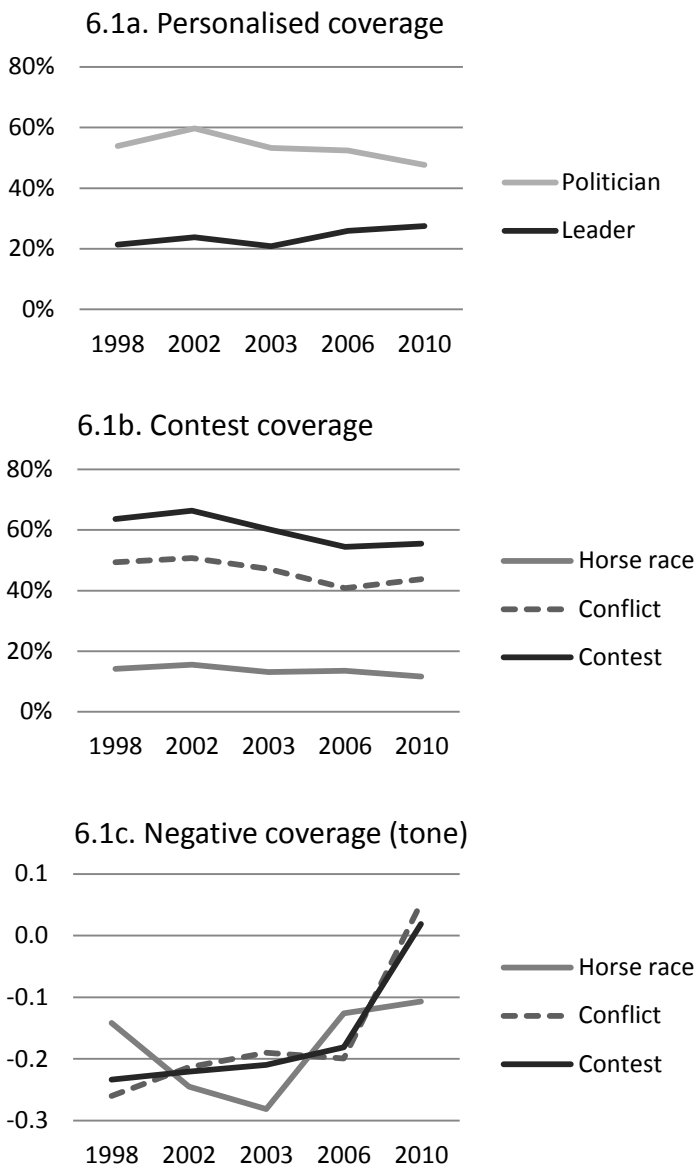 6.1a. Personalised coverage
80%
60%
40%
20%
0%
1998 2002 2003 2006 2010
Politician
Leader
6.1b. Contest coverage
80%
60%
40%
20%
0%
1998 2002 2003 2006 2010
Horse race
Conflict
Contest
6.1c. Negative coverage (tone)
0.1
0.0
-0.1
-0.2
-0.3
1998 2002 2003 2006 2010
Horse race
Conflict
Contest